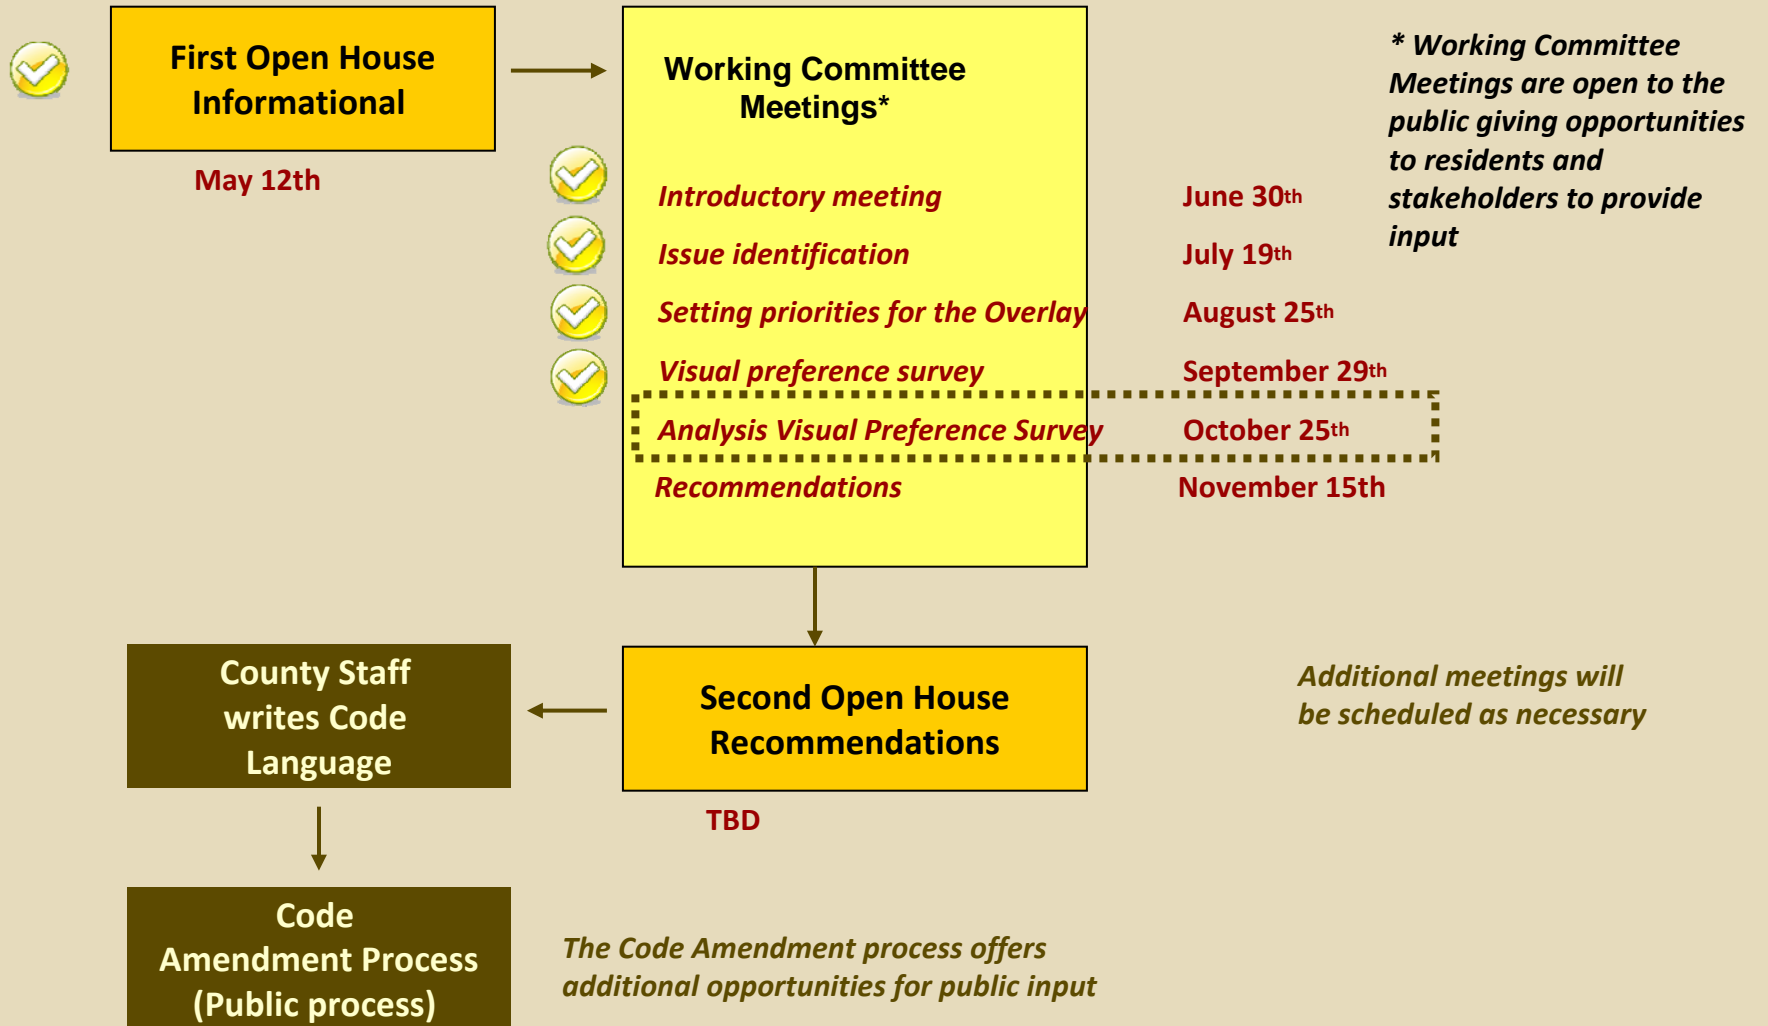 First Open House
Informational
May 12th
Working Committee
Meetings*
Introductory meeting June 30th
Issue identification July 19th
Setting priorities for the Overlay August 25th
Visual preference survey September 29th
Analysis Visual Preference Survey October 25th
Recommendations November 15th
* Working Committee
Meetings are open to the
public giving opportunities
to residents and
stakeholders to provide
input
Second Open House
Recommendations
TBD
Additional meetings will
be scheduled as necessary
County Staff
writes Code
Language
Code
Amendment Process
(Public process)
The Code Amendment process offers
additional opportunities for public input